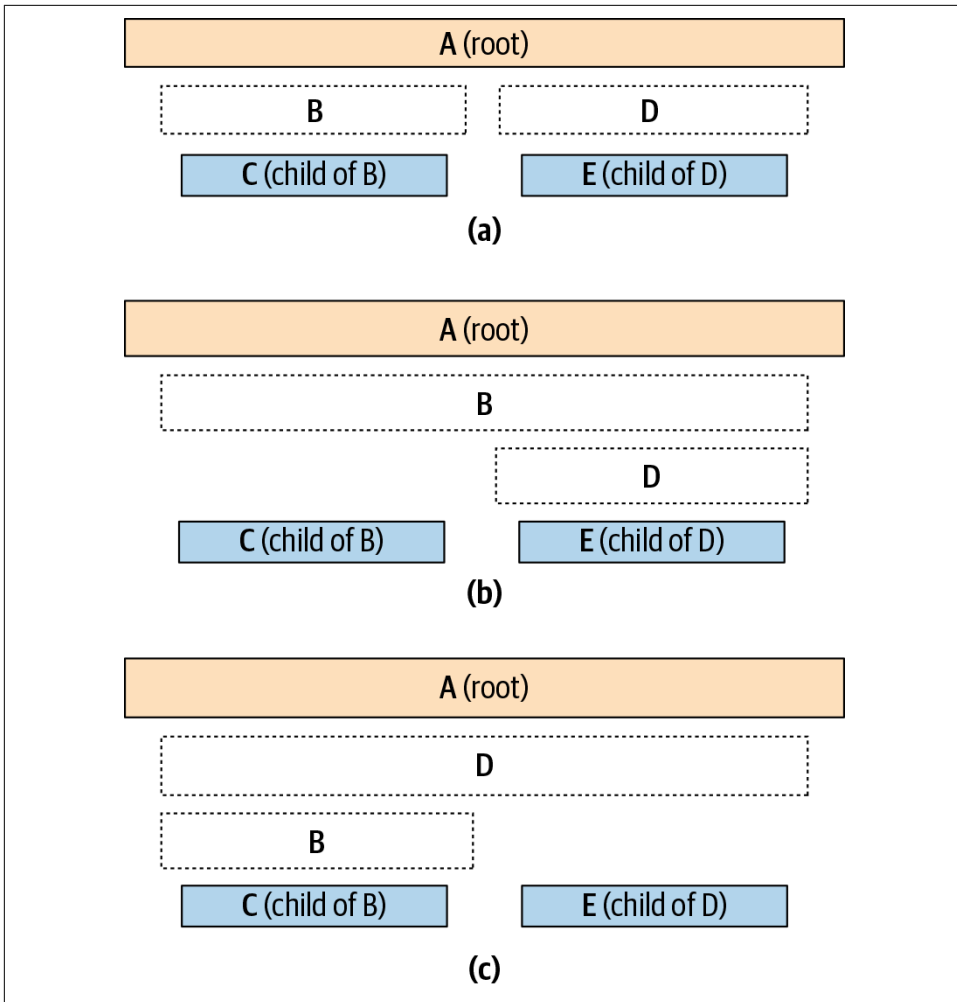 A (root)
B D
C (child of B) E (child of D)
(a)
A (root)
B
D
C (child of B) E (child of D)
(b)
A (root)
D
B
C (child of B) E (child of D)
(c)